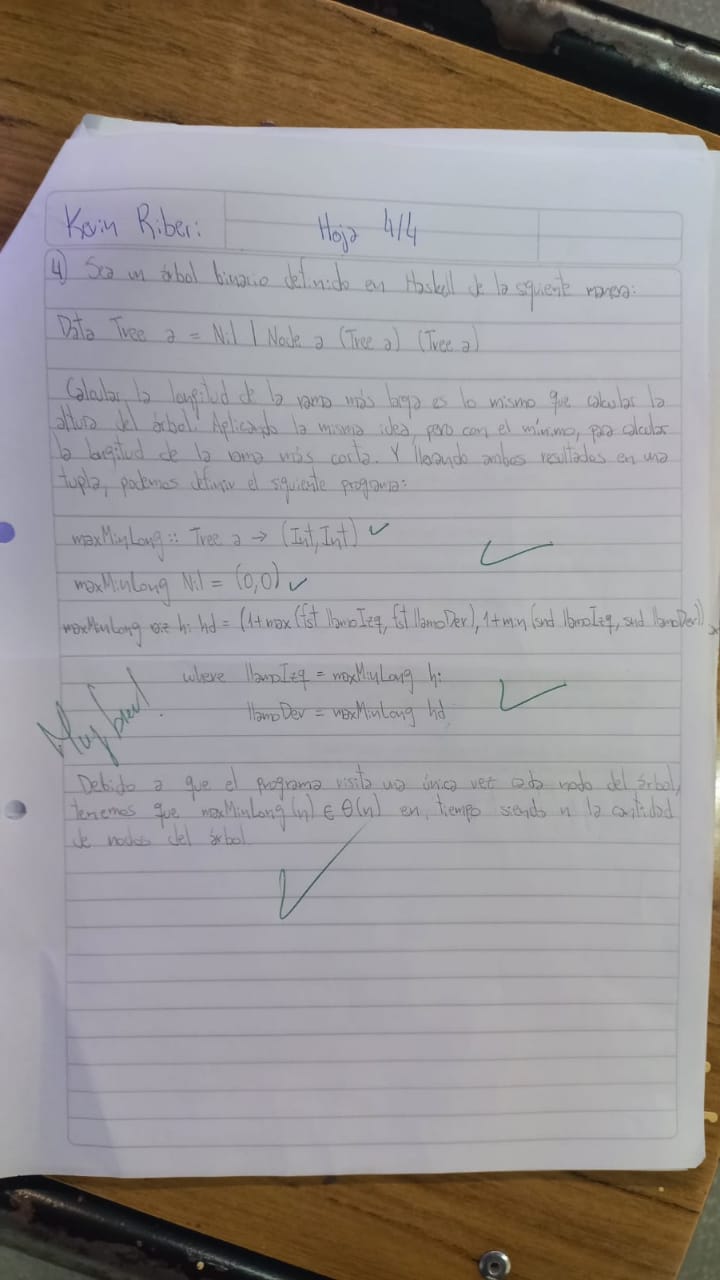 Kevin Riberi
Hoja 4/4
4) Sea un árbol binario definido en Haskell de la siguiente manera:
Data Tree a = Nil | Node a (Tree a) (Tree a)
Calcular la longitud de la rama más larga es lo mismo que calcular la
altura del árbol. Aplicando la misma idea, pero con el mínimo, para calcular
la longitud de la rama más corta. Y llevando ambos resultados en una
tupla, podemos definir el siguiente programa:
maxMinLong :: Tree a → (Int, Int)
maxMinLong Nil = (0,0)
maxMinLong hi hd = (1+max(fst llamoIzq, fst llamoDer), 1+min(snd llamoIzq, snd llamoDer))
where llamoIzq = maxMinLong hi
llamoDer = maxMinLong hd
Muy bien!
Debido a que el programa visita una única vez cada nodo del árbol,
tenemos que maxMinLong(n) ∈ Θ(n) en tiempo siendo n la cantidad
de nodos del árbol.